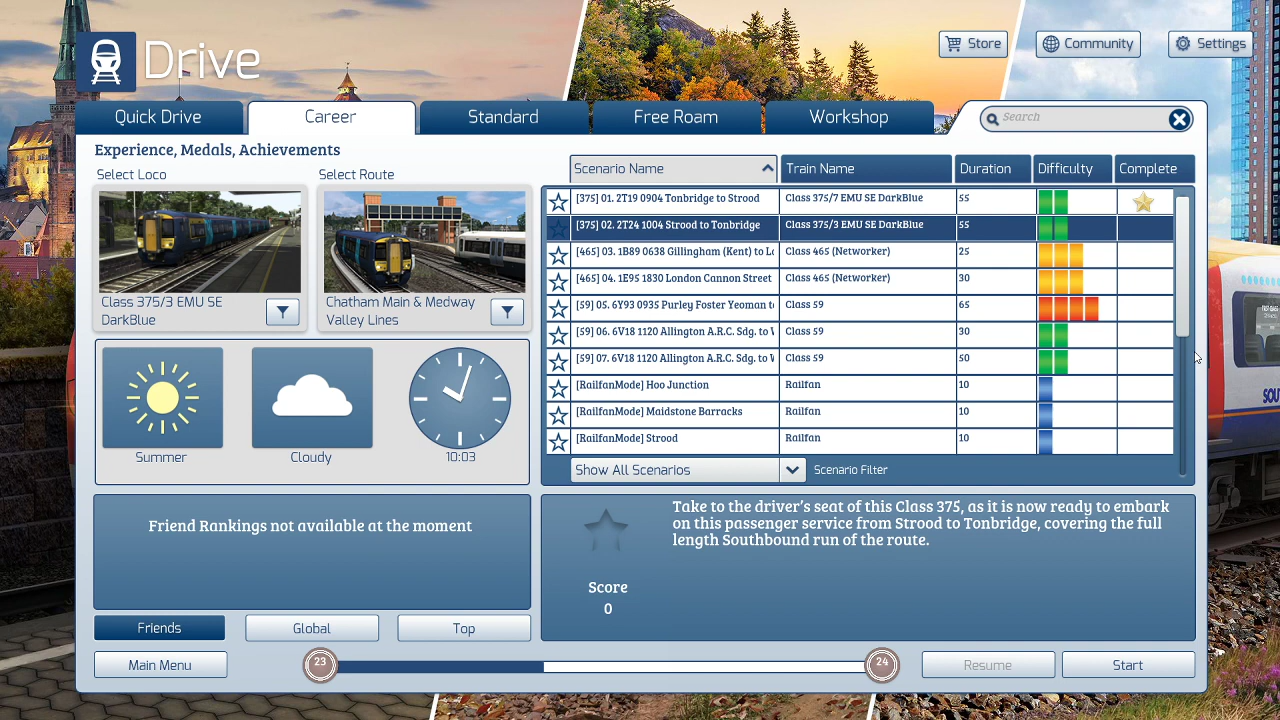 Drive
Store
Community
Settings
Quick Drive
Career
Standard
Free Roam
Workshop
Search
Experience, Medals, Achievements
Select Loco
Select Route
Class 375/3 EMU SE
DarkBlue
Chatham Main & Medway
Valley Lines
Summer
Cloudy
10:03
Scenario Name Train Name Duration Difficulty Complete
[375] 01. 2T19 0904 Tonbridge to Strood Class 375/7 EMU SE DarkBlue 55
[375] 02. 2T24 1004 Strood to Tonbridge Class 375/3 EMU SE DarkBlue 55
[465] 03. 1B89 0638 Gillingham (Kent) to Lo Class 465 (Networker) 25
[465] 04. 1E95 1830 London Cannon Street Class 465 (Networker) 30
[59] 05. 6Y93 0935 Purley Foster Yeoman to Class 59 65
[59] 06. 6V18 1120 Allington A.R.C. Sdg. to Class 59 30
[59] 07. 6V18 1120 Allington A.R.C. Sdg. to Class 59 50
[RailfanMode] Hoo Junction Railfan 10
[RailfanMode] Maidstone Barracks Railfan 10
[RailfanMode] Strood Railfan 10
Show All Scenarios
Scenario Filter
Friend Rankings not available at the moment
Take to the driver's seat of this Class 375, as it is now ready to embark
on this passenger service from Strood to Tonbridge, covering the full
length Southbound run of the route.
Score
0
Friends
Global
Top
Main Menu
23
24
Resume
Start
SOU